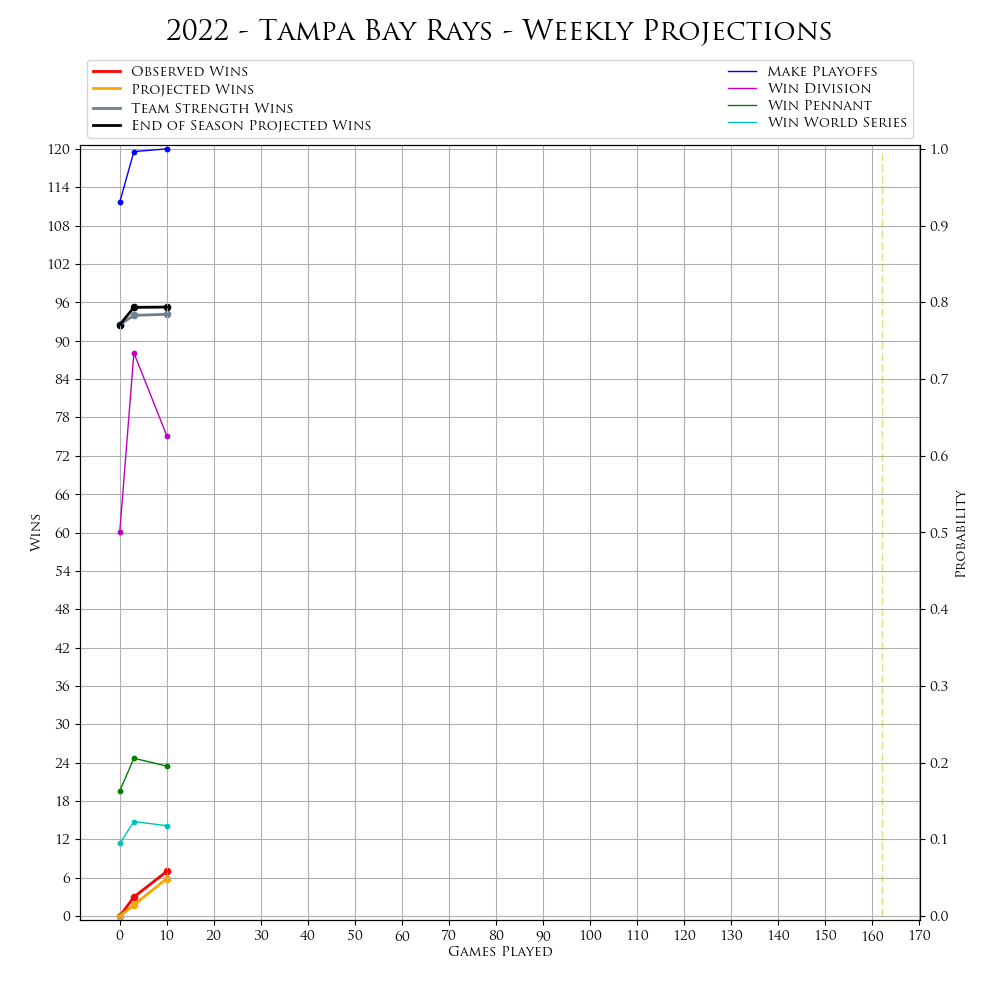 2022 - Tampa Bay Rays - Weekly Projections
Observed Wins
Projected Wins
Team Strength Wins
End of Season Projected Wins
Make Playoffs
Win Division
Win Pennant
Win World Series
120
114
108
102
96
90
84
78
72
66
60
54
48
42
36
30
24
18
12
6
0
Wins
1.0
0.9
0.8
0.7
0.6
0.5
0.4
0.3
0.2
0.1
0.0
Probability
0 10 20 30 40 50 60 70 80 90 100 110 120 130 140 150 160 170
Games Played